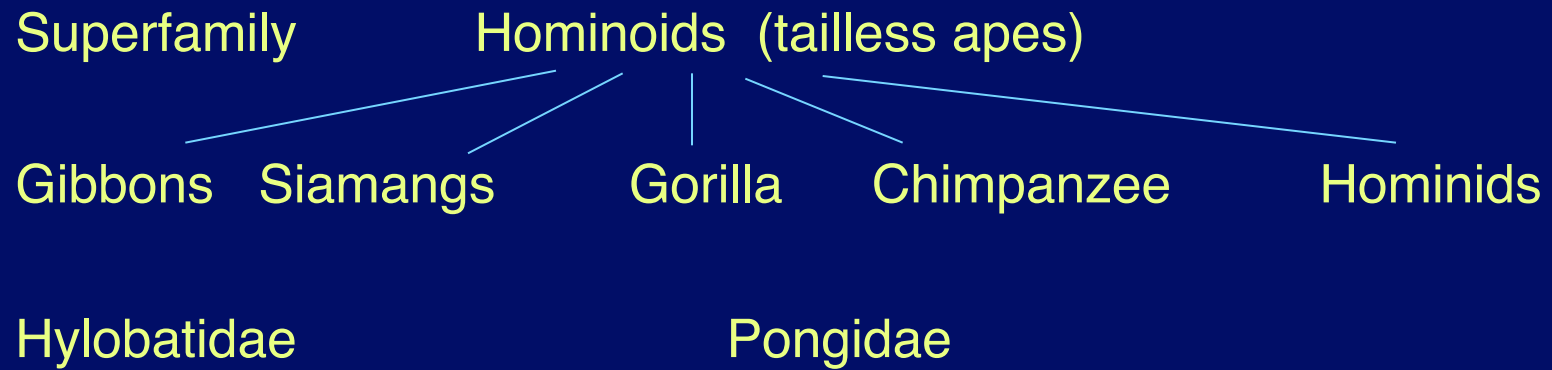 Superfamily Hominoids (tailless apes)
Gibbons Siamangs Gorilla Chimpanzee Hominids
Hylobatidae Pongidae